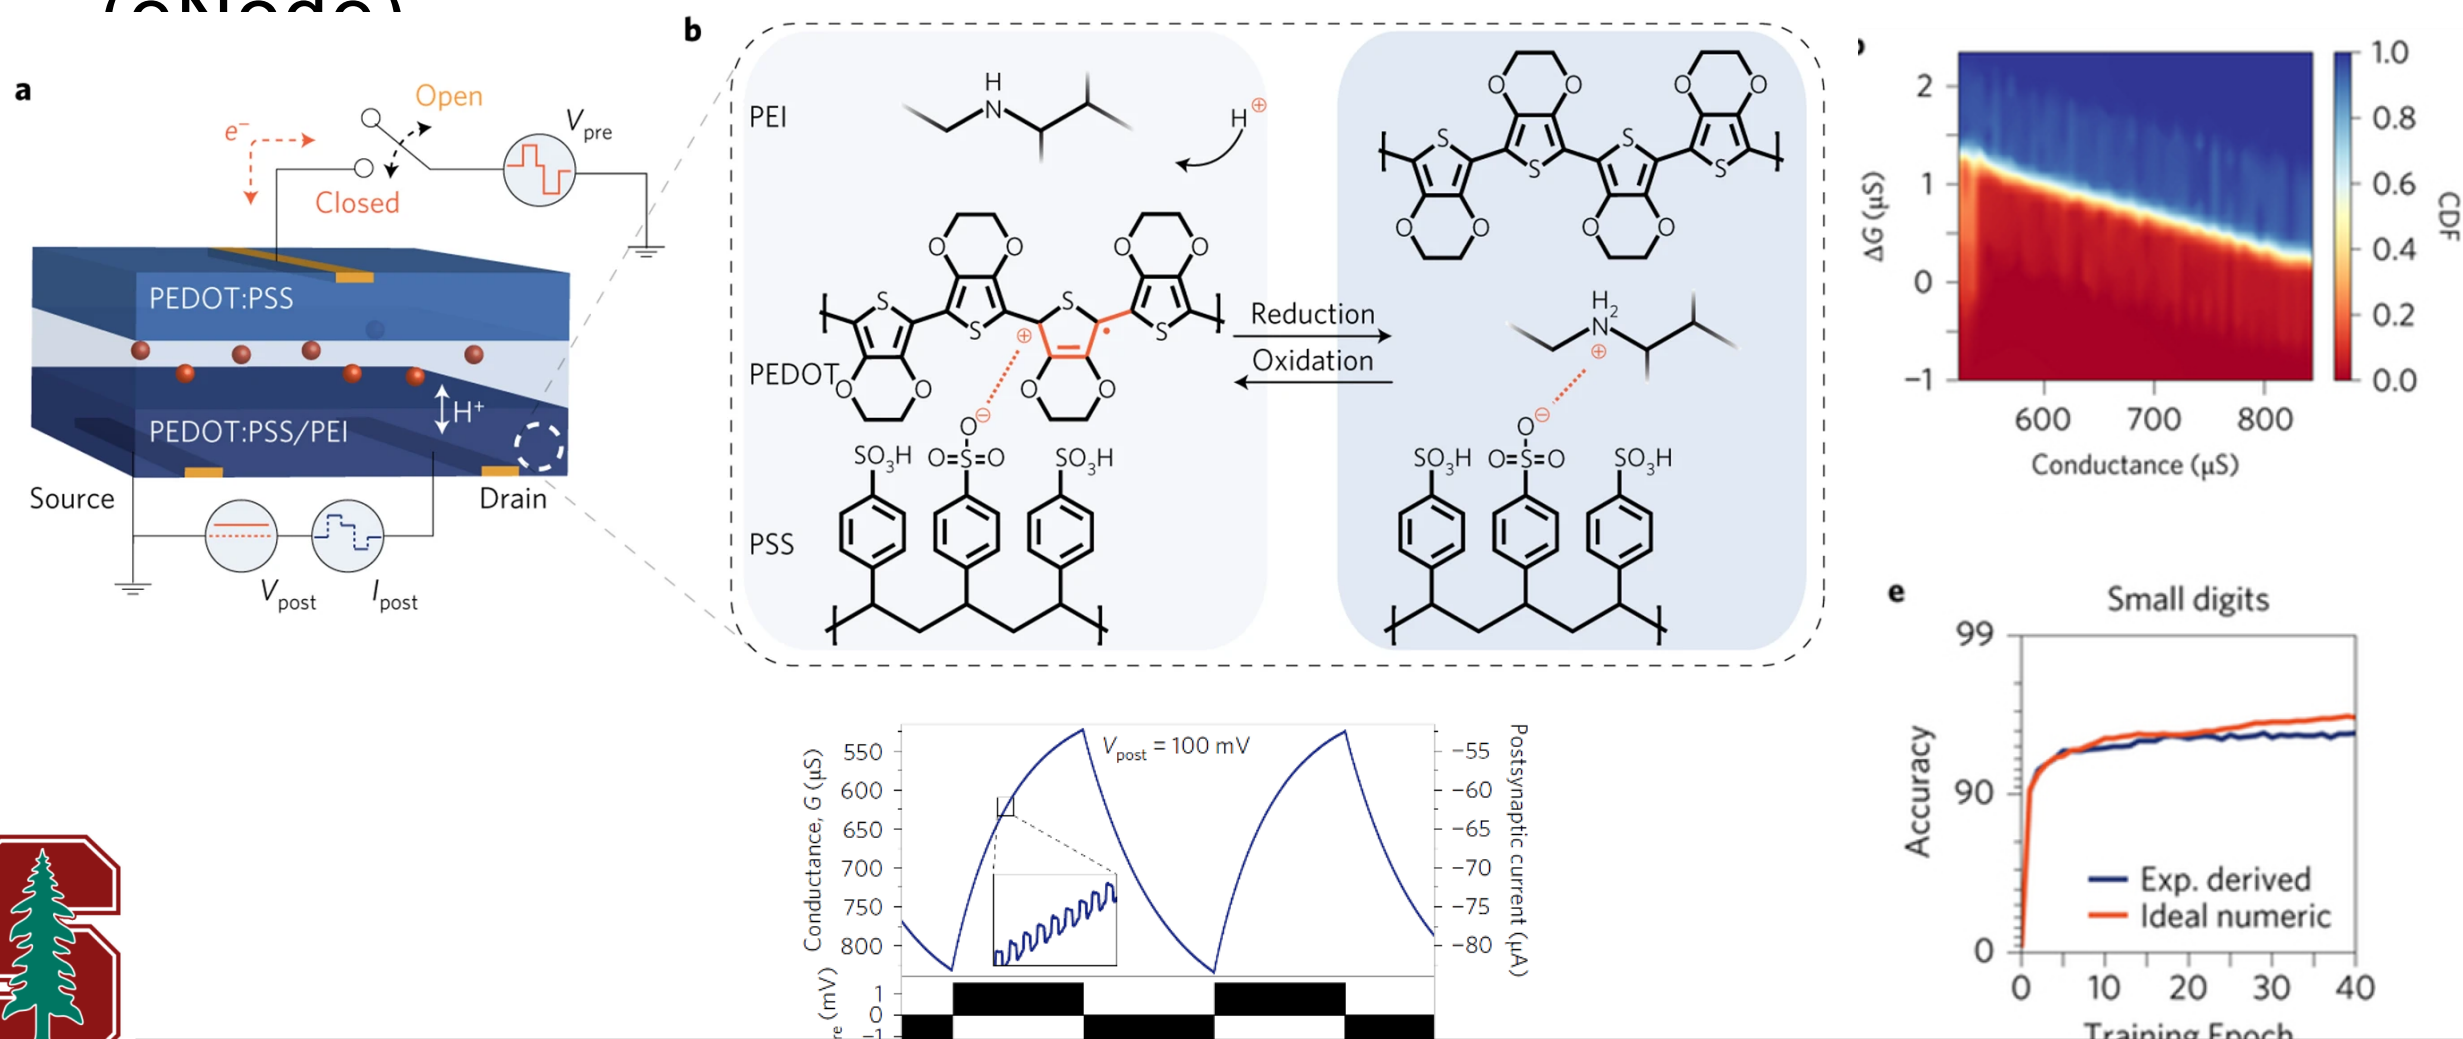 (eNode)
a
Open
e⁻
Closed
V pre
PEDOT:PSS
H⁺
PEDOT:PSS/PEI
Source
Drain
V post
I post
b
PEI
H
N
H⊕
O O O O
S S S S
O O O O
O O O O
S S S S
PEDOT
O O O O
Reduction
Oxidation
H₂
N
⊕
O⊖
SO₃H O=S=O SO₃H
PSS
O⊖
SO₃H O=S=O SO₃H
V post = 100 mV
Conductance, G (µS)
550
600
650
700
750
800
Postsynaptic current (µA)
−55
−60
−65
−70
−75
−80
re (mV)
1
0
−1
ΔG (µS)
2
1
0
−1
600 700 800
Conductance (µS)
1.0
0.8
0.6
0.4
0.2
0.0
CDF
e
Small digits
Accuracy
99
90
0
Exp. derived
Ideal numeric
0 10 20 30 40
Training Epoch